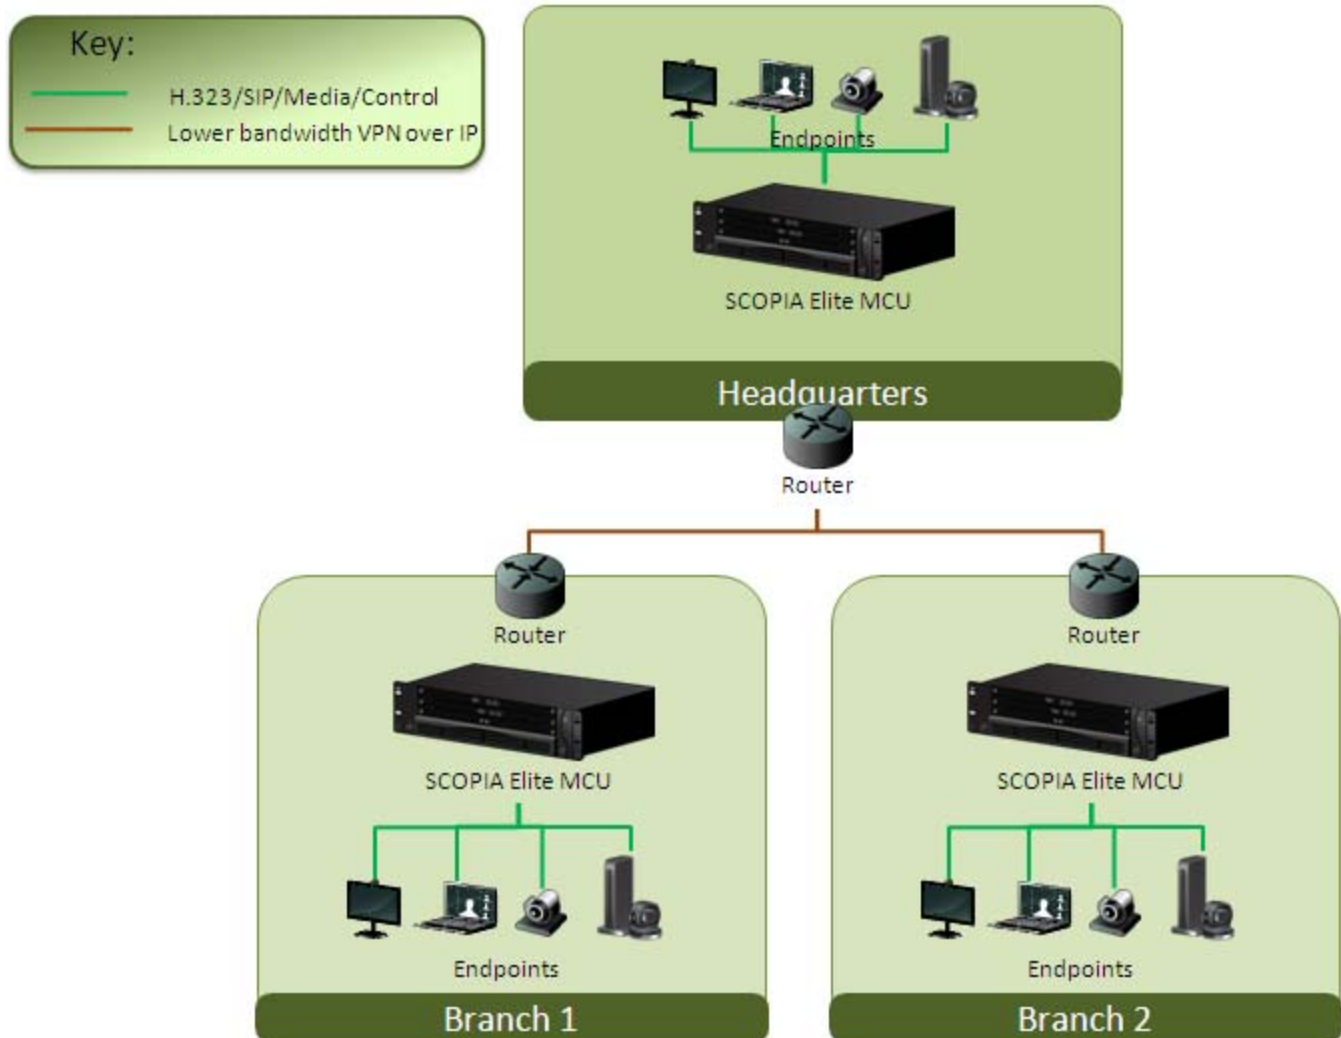 Key:
H.323/SIP/Media/Control
Lower bandwidth VPN over IP
Endpoints
SCOPIA Elite MCU
Headquarters
Router
Router
Router
SCOPIA Elite MCU
SCOPIA Elite MCU
Endpoints
Endpoints
Branch 1
Branch 2